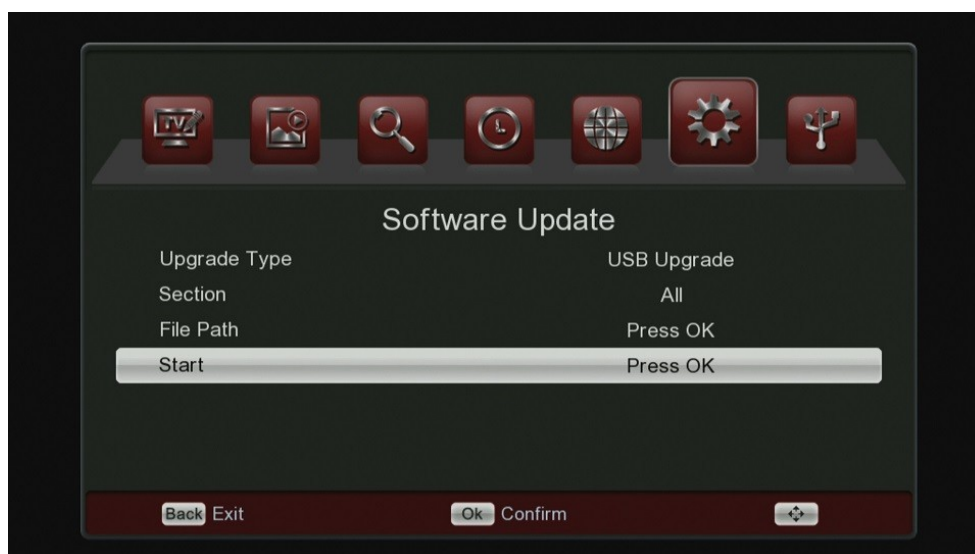 TV
Software Update
Upgrade Type USB Upgrade
Section All
File Path Press OK
Start Press OK
Back Exit Ok Confirm